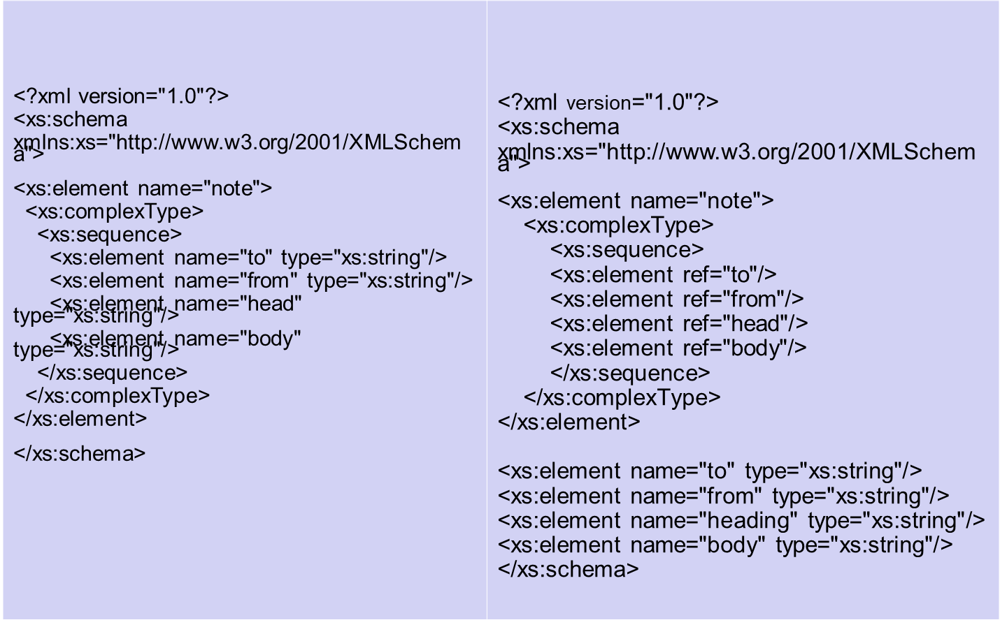 <?xml version="1.0"?>
<xs:schema
xmlns:xs="http://www.w3.org/2001/XMLSchem
a">
<xs:element name="note">
  <xs:complexType>
    <xs:sequence>
      <xs:element name="to" type="xs:string"/>
      <xs:element name="from" type="xs:string"/>
      <xs:element name="head"
type="xs:string"/>
      <xs:element name="body"
type="xs:string"/>
    </xs:sequence>
  </xs:complexType>
</xs:element>
</xs:schema>
<?xml version="1.0"?>
<xs:schema
xmlns:xs="http://www.w3.org/2001/XMLSchem
a">
<xs:element name="note">
    <xs:complexType>
        <xs:sequence>
        <xs:element ref="to"/>
        <xs:element ref="from"/>
        <xs:element ref="head"/>
        <xs:element ref="body"/>
        </xs:sequence>
    </xs:complexType>
</xs:element>
<xs:element name="to" type="xs:string"/>
<xs:element name="from" type="xs:string"/>
<xs:element name="heading" type="xs:string"/>
<xs:element name="body" type="xs:string"/>
</xs:schema>